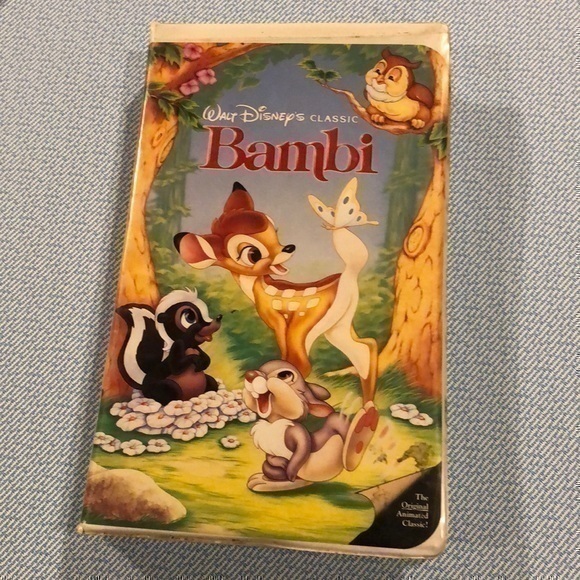 WALT DISNEY'S CLASSIC
Bambi
The
Original
Animated
Classic!